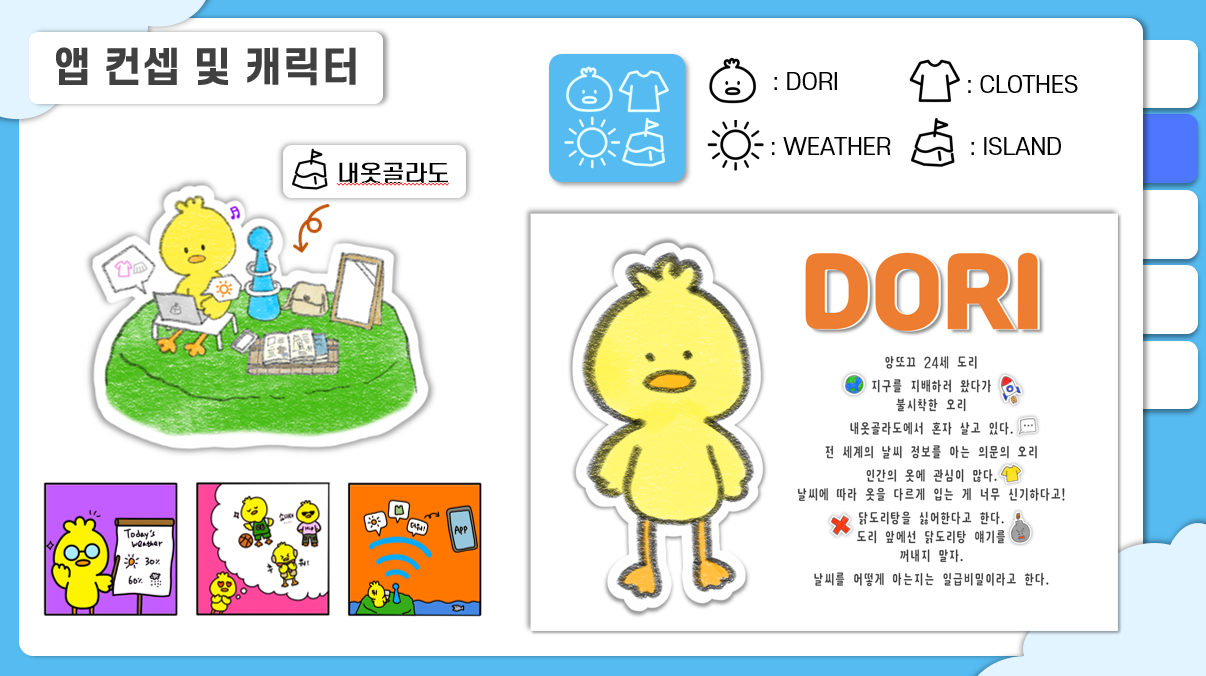 앱 컨셉 및 캐릭터
: DORI
: CLOTHES
: WEATHER
: ISLAND
내옷골라도
DORI
앙또끄 24세 도리
지구를 지배하러 왔다가
불시착한 오리
내옷골라도에서 혼자 살고 있다.
전 세계의 날씨 정보를 아는 의문의 오리
인간의 옷에 관심이 많다.
날씨에 따라 옷을 다르게 입는 게 너무 신기하다고!
닭도리탕을 싫어한다고 한다.
도리 앞에선 닭도리탕 얘기를
꺼내지 말자.
날씨를 어떻게 아는지는 일급비밀이라고 한다.
Today's
weather
30%
60%
App